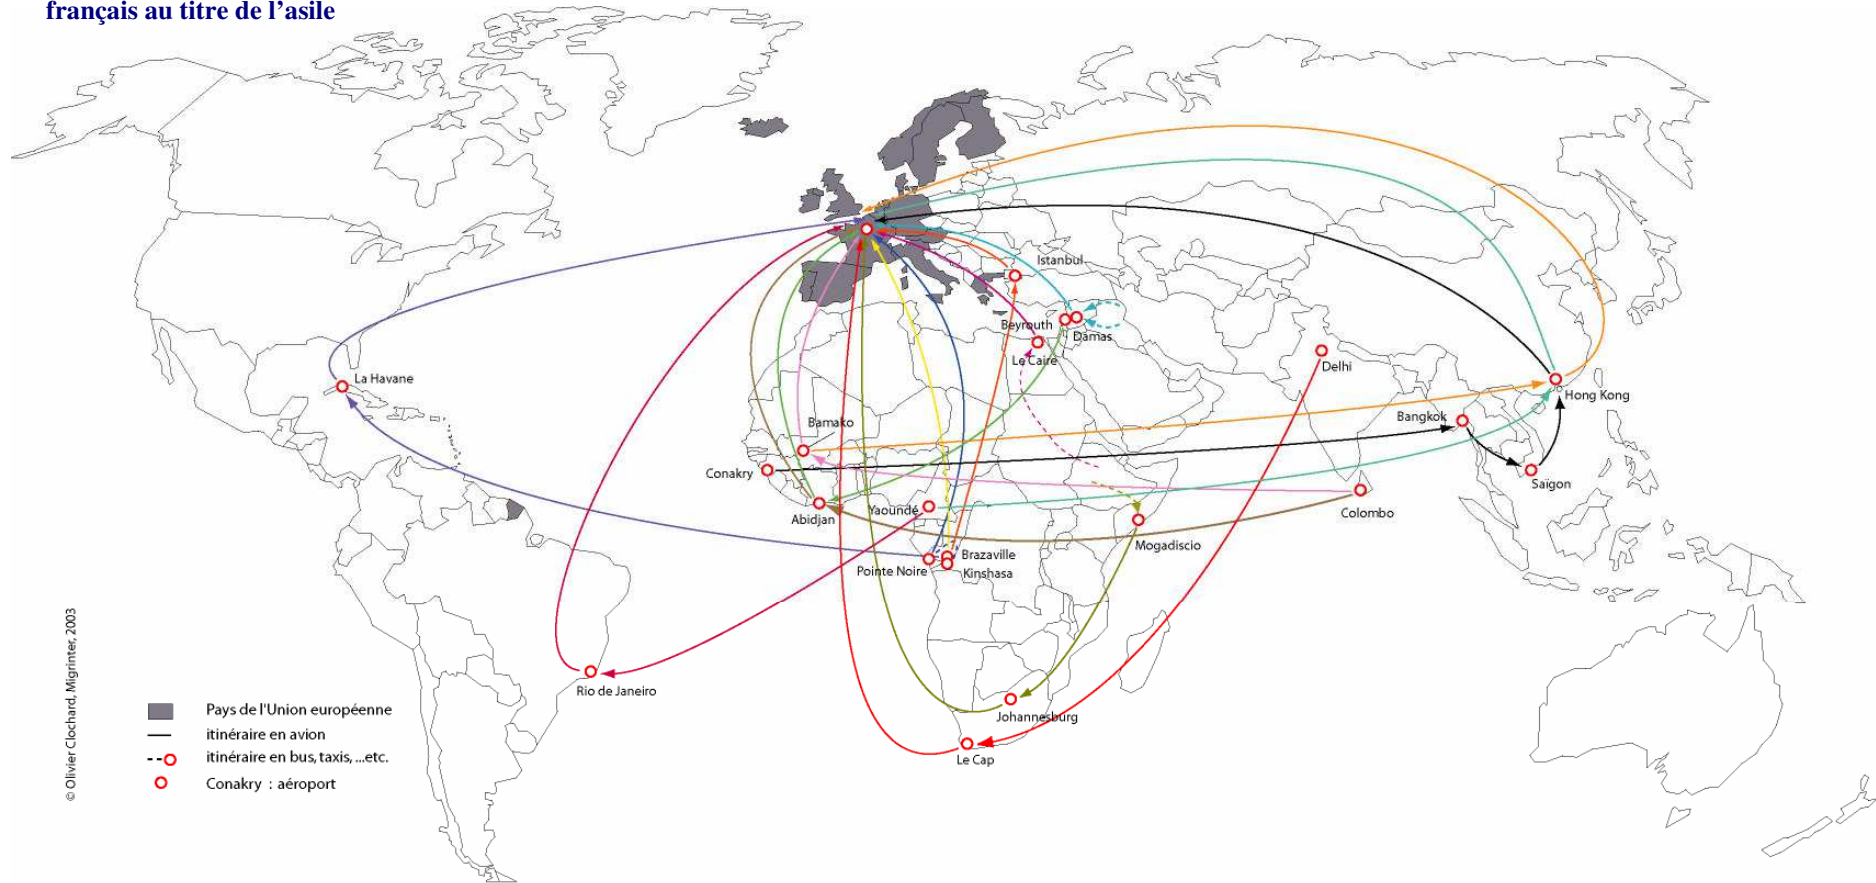 français au titre de l'asile
Istanbul
Beyrouth
Damas
Le Caire
Delhi
La Havane
Hong Kong
Bangkok
Bamako
Conakry
Saïgon
Abidjan
Yaoundé
Colombo
Mogadiscio
Brazaville
Pointe Noire
Kinshasa
Rio de Janeiro
Johannesburg
Le Cap
Pays de l'Union européenne
itinéraire en avion
itinéraire en bus, taxis, ...etc.
Conakry : aéroport
© Olivier Clochard, Migrinter, 2003